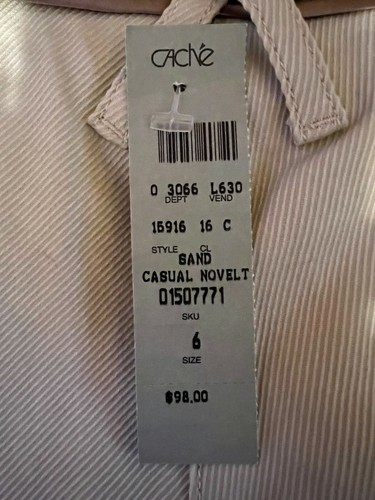 CACHé
0 3066 L630
DEPT VEND
15916 16 C
STYLE CL
SAND
CASUAL NOVELT
01507771
SKU
6
SIZE
$98.00